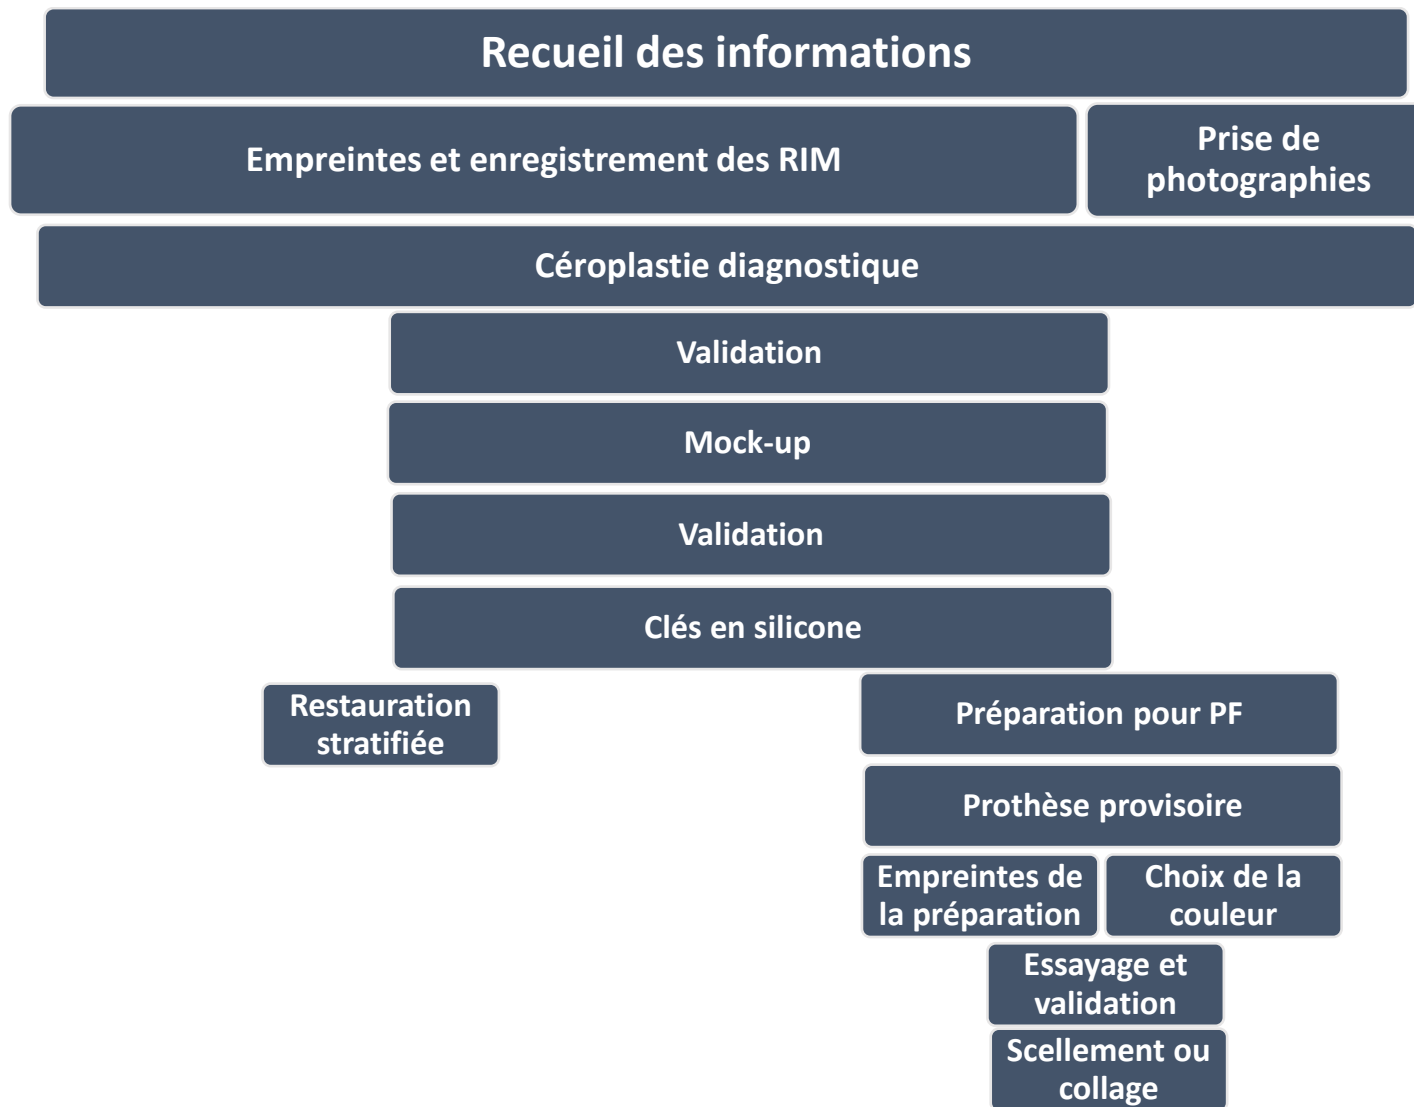 Recueil des informations
Empreintes et enregistrement des RIM
Prise de
photographies
Céroplastie diagnostique
Validation
Mock-up
Validation
Clés en silicone
Restauration
stratifiée
Préparation pour PF
Prothèse provisoire
Empreintes de
la préparation
Choix de la
couleur
Essayage et
validation
Scellement ou
collage